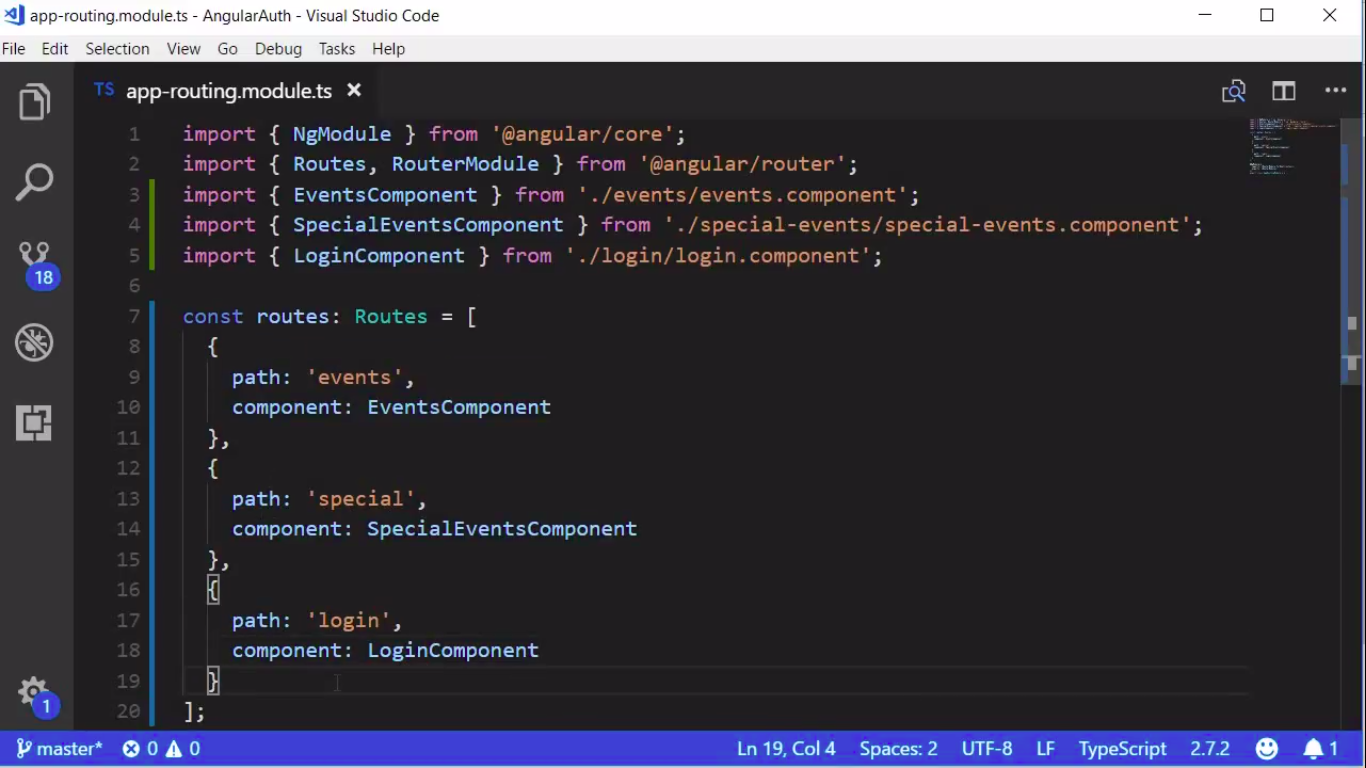 app-routing.module.ts - AngularAuth - Visual Studio Code
File Edit Selection View Go Debug Tasks Help
TS app-routing.module.ts
1 import { NgModule } from '@angular/core';
2 import { Routes, RouterModule } from '@angular/router';
3 import { EventsComponent } from './events/events.component';
4 import { SpecialEventsComponent } from './special-events/special-events.component';
5 import { LoginComponent } from './login/login.component';
6
7 const routes: Routes = [
8 {
9 path: 'events',
10 component: EventsComponent
11 },
12 {
13 path: 'special',
14 component: SpecialEventsComponent
15 },
16 {
17 path: 'login',
18 component: LoginComponent
19 }
20 ];
18
1
master* 0 0 Ln 19, Col 4 Spaces: 2 UTF-8 LF TypeScript 2.7.2 1